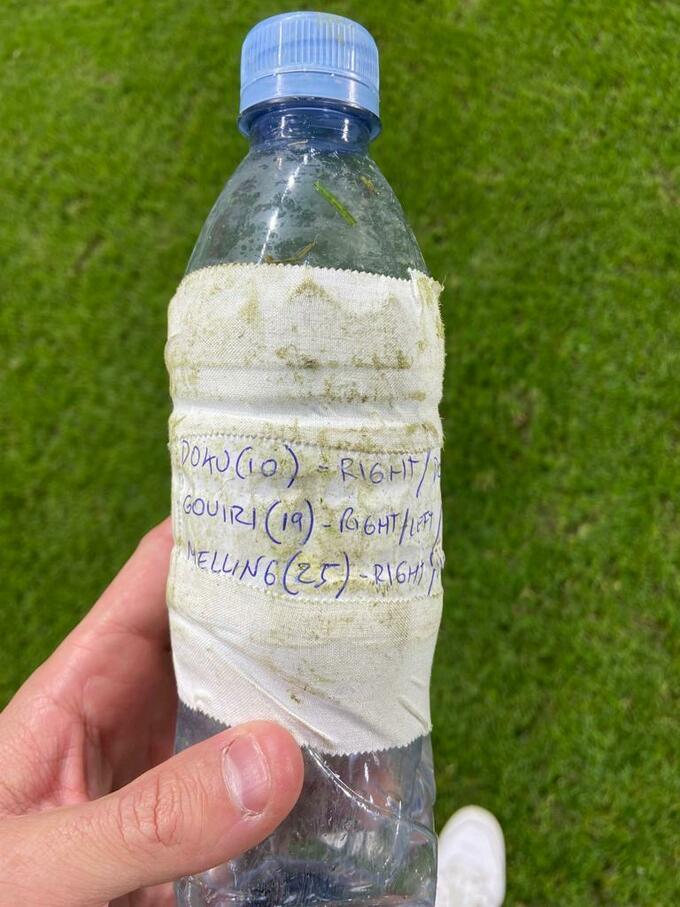 DOKU(10) - RIGHT/
GOUIRI(19) - RIGHT/LEFT
MELLING(25) - RIGHT